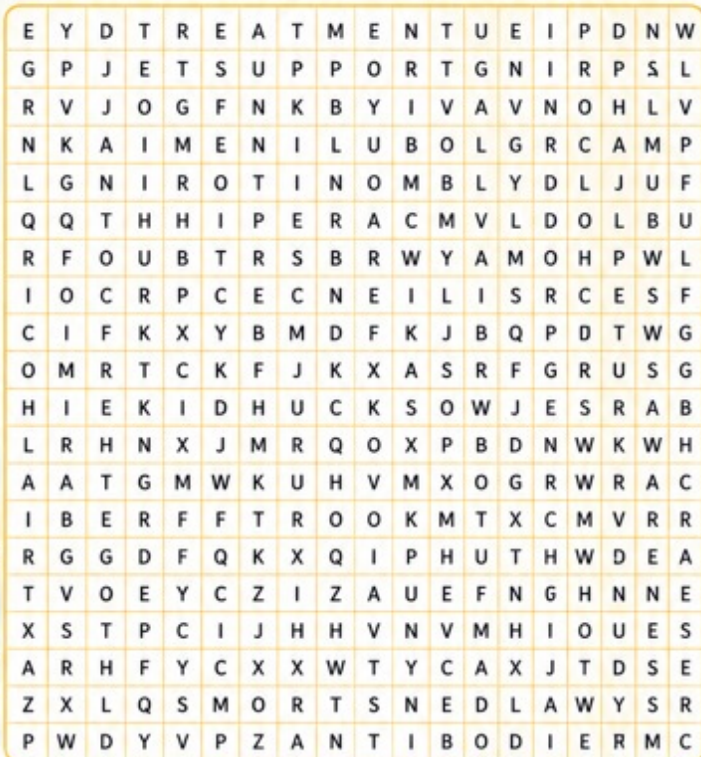 E Y D T R E A T M E N T U E I P D N W
G P J E T S U P P O R T G N I R P S L
R V J O G F N K B Y I V A V N O H L V
N K A I M E N I L U B O L G R C A M P
L G N I R O T I N O M B L Y D L J U F
Q Q T H H I P E R A C M V L D O L B U
R F O U B T R S B R W Y A M O H P W L
I O C R P C E C N E I L I S R C E S F
C I F K X Y B M D F K J B Q P D T W G
O M R T C K F J K X A S R F G R U S G
H I E K I D H U C K S O W J E S R A B
L R H N X J M R Q O X P B D N W K W H
A A T G M W K U H V M X O G R W R A C
I B E R F F T R O O K M T X C M V R R
R G G D F Q K X Q I P H U T H W D E A
T V O E Y C Z I Z A U E F N G H N N E
X S T P C I J H H V N V M H I O U E S
A R H F Y C X X W T Y C A X J T D S E
Z X L Q S M O R T S N E D L A W Y S R
P W D Y V P Z A N T I B O D I E R M C